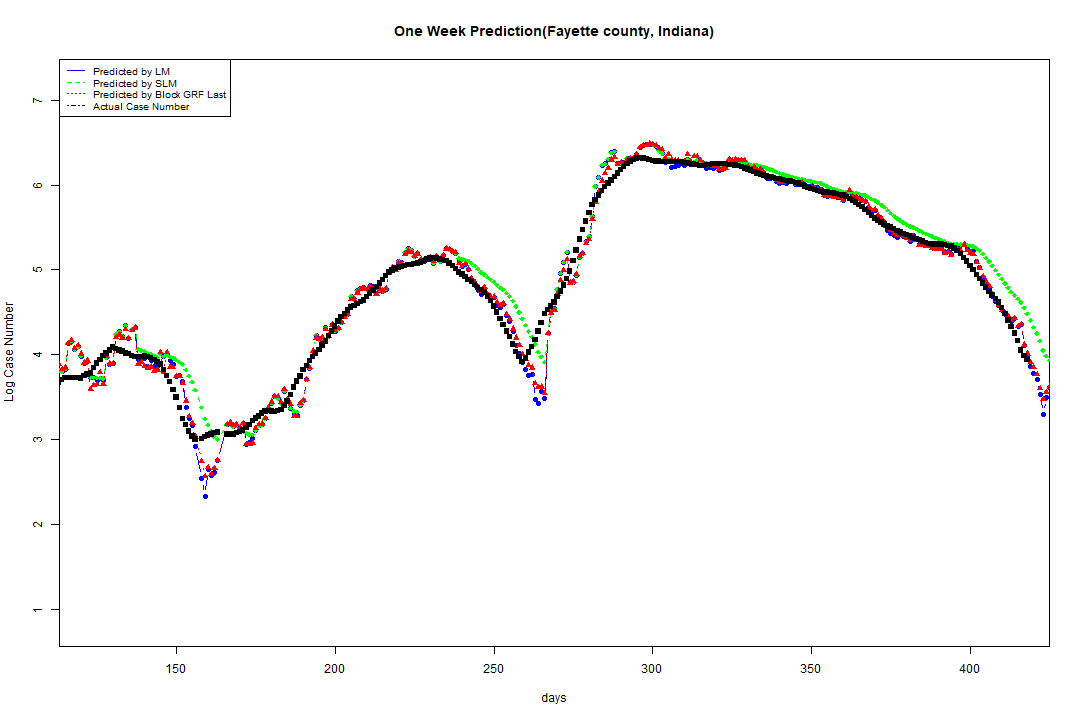 One Week Prediction(Fayette county, Indiana)
Predicted by LM
Predicted by SLM
Predicted by Block GRF Last
Actual Case Number
7
6
5
4
3
2
1
Log Case Number
150 200 250 300 350 400
days